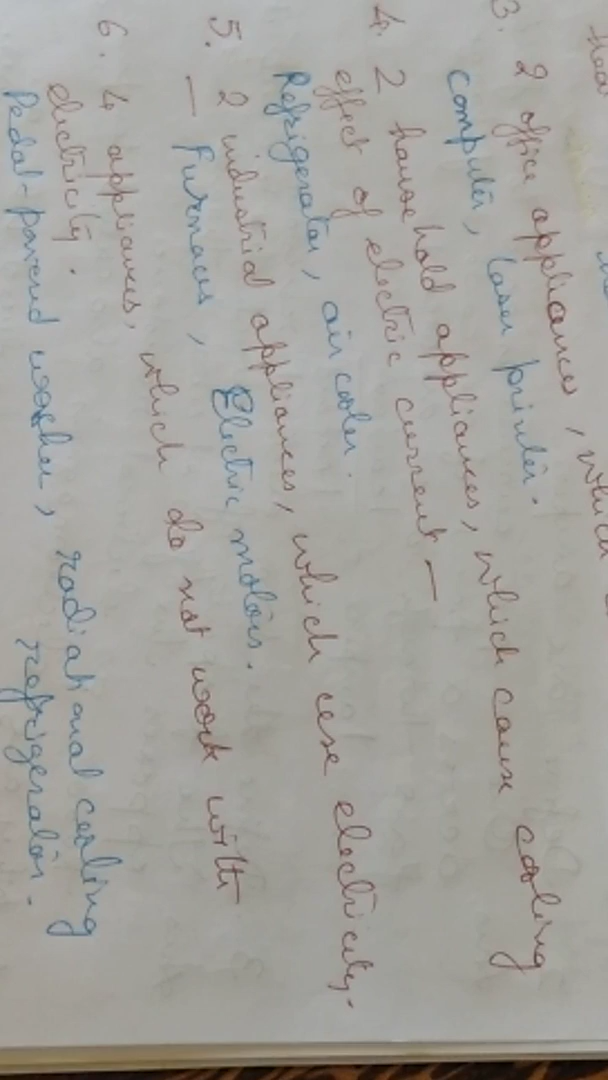 3. 2 office appliances, which
Computer, laser printer.
4. 2 household appliances, which cause cooling
effect of electric current —
Refrigerator, air cooler.
5. 2 industrial appliances, which use electricity.
— Furnaces, Electric motors.
6. 4 appliances, which do not work with
electricity.
Pedal-powered washer, radiational cooling
refrigerator.